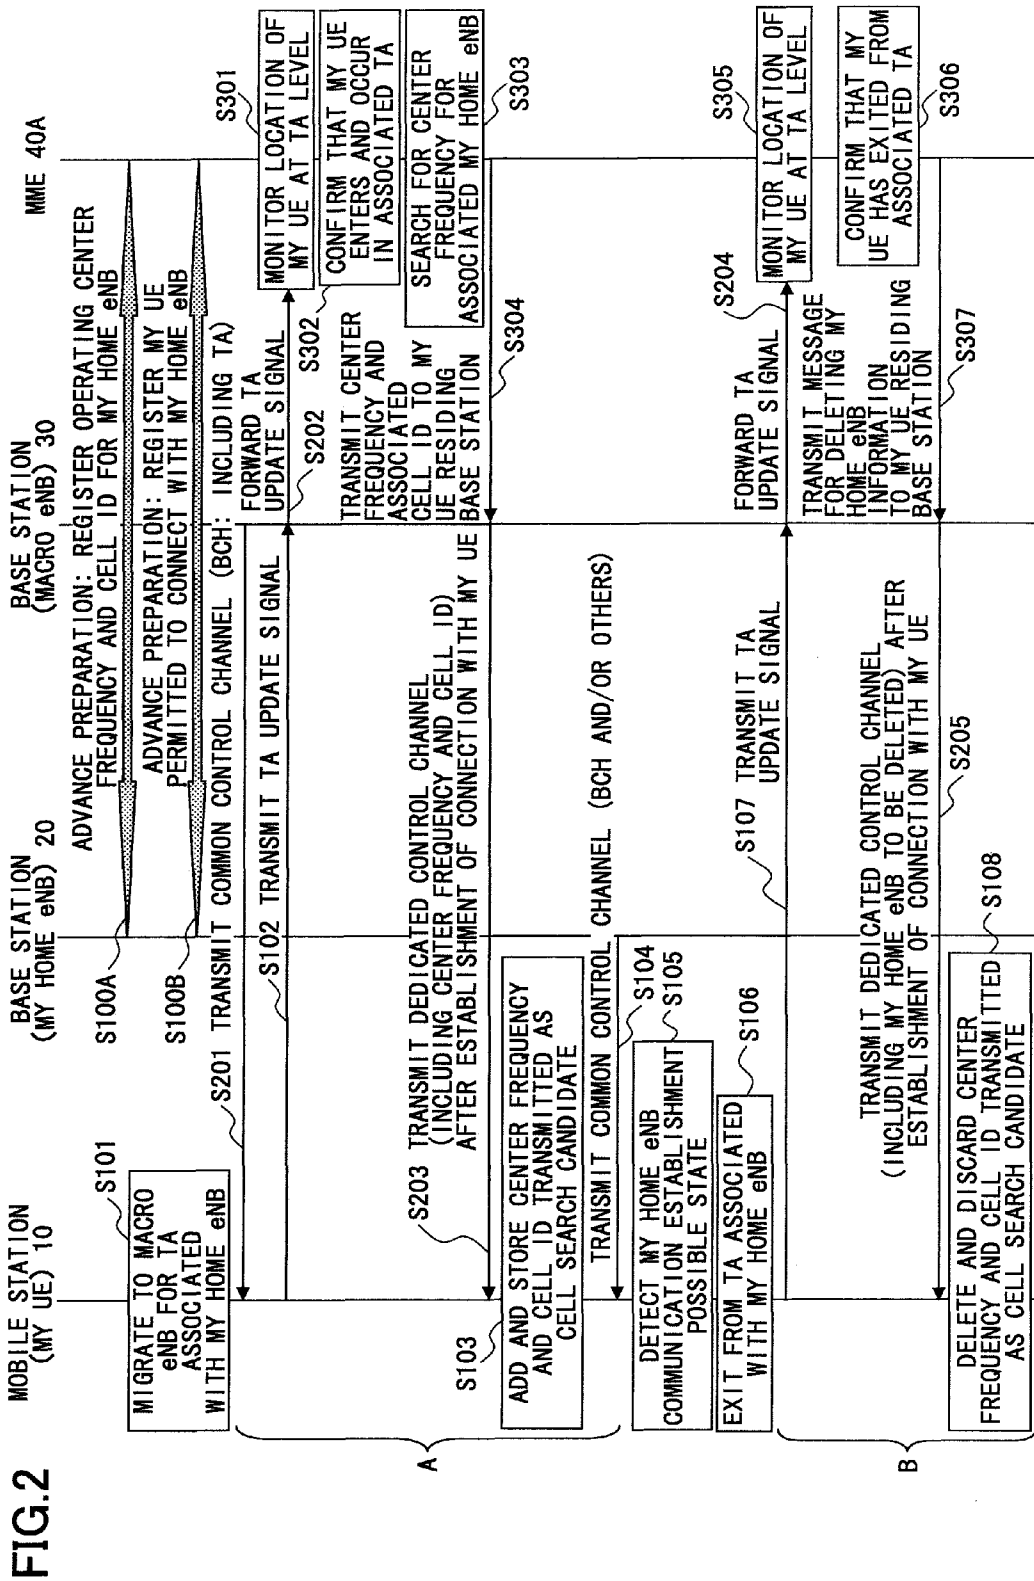 FIG.2
MOBILE STATION
(MY UE) 10
BASE STATION
(MY HOME eNB) 20
BASE STATION
(MACRO eNB) 30
MME 40A
ADVANCE PREPARATION: REGISTER OPERATING CENTER
FREQUENCY AND CELL ID FOR MY HOME eNB
S100A
ADVANCE PREPARATION: REGISTER MY UE
PERMITTED TO CONNECT WITH MY HOME eNB
S100B
S101
MIGRATE TO MACRO
eNB FOR TA
ASSOCIATED
WITH MY HOME eNB
S201 TRANSMIT COMMON CONTROL CHANNEL (BCH: INCLUDING TA)
S102 TRANSMIT TA UPDATE SIGNAL
FORWARD TA
UPDATE SIGNAL
S202
S301
MONITOR LOCATION OF
MY UE AT TA LEVEL
CONFIRM THAT MY UE
ENTERS AND OCCUR
IN ASSOCIATED TA
S302
SEARCH FOR CENTER
FREQUENCY FOR
ASSOCIATED MY HOME eNB
S303
TRANSMIT CENTER
FREQUENCY AND
ASSOCIATED
CELL ID TO MY
UE RESIDING
BASE STATION
S304
S203 TRANSMIT DEDICATED CONTROL CHANNEL
(INCLUDING CENTER FREQUENCY AND CELL ID)
AFTER ESTABLISHMENT OF CONNECTION WITH MY UE
S103
ADD AND STORE CENTER FREQUENCY
AND CELL ID TRANSMITTED AS
CELL SEARCH CANDIDATE
TRANSMIT COMMON CONTROL CHANNEL (BCH AND/OR OTHERS)
S104
A
DETECT MY HOME eNB
COMMUNICATION ESTABLISHMENT
POSSIBLE STATE
S105
EXIT FROM TA ASSOCIATED
WITH MY HOME eNB
S106
S107 TRANSMIT TA
UPDATE SIGNAL
FORWARD TA
UPDATE SIGNAL
S204
S305
MONITOR LOCATION OF
MY UE AT TA LEVEL
CONFIRM THAT MY
UE HAS EXITED FROM
ASSOCIATED TA
S306
TRANSMIT MESSAGE
FOR DELETING MY
HOME eNB
INFORMATION
TO MY UE RESIDING
BASE STATION
S307
TRANSMIT DEDICATED CONTROL CHANNEL
(INCLUDING MY HOME eNB TO BE DELETED) AFTER
ESTABLISHMENT OF CONNECTION WITH MY UE
S205
S108
DELETE AND DISCARD CENTER
FREQUENCY AND CELL ID TRANSMITTED
AS CELL SEARCH CANDIDATE
B